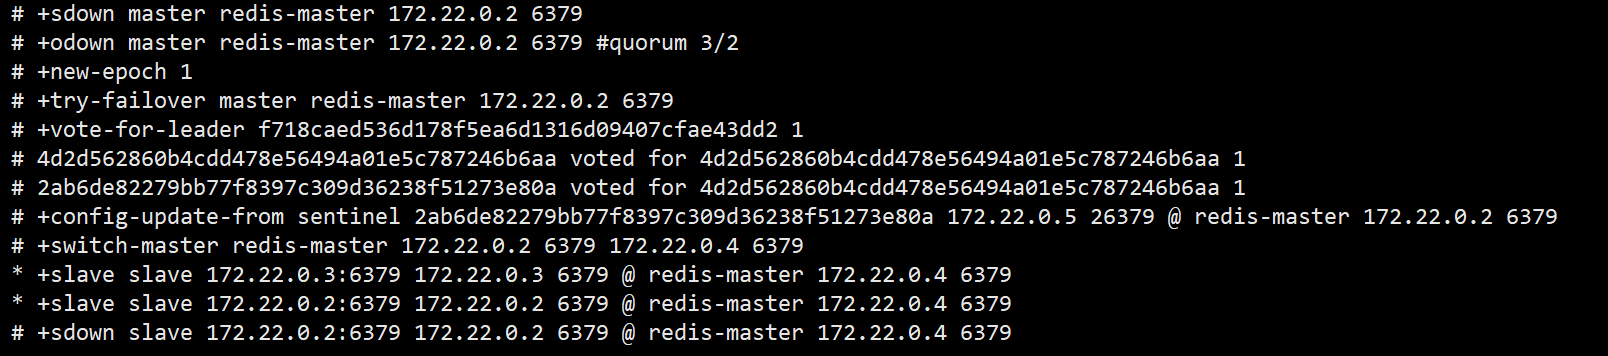 # +sdown master redis-master 172.22.0.2 6379
# +odown master redis-master 172.22.0.2 6379 #quorum 3/2
# +new-epoch 1
# +try-failover master redis-master 172.22.0.2 6379
# +vote-for-leader f718caed536d178f5ea6d1316d09407cfae43dd2 1
# 4d2d562860b4cdd478e56494a01e5c787246b6aa voted for 4d2d562860b4cdd478e56494a01e5c787246b6aa 1
# 2ab6de82279bb77f8397c309d36238f51273e80a voted for 4d2d562860b4cdd478e56494a01e5c787246b6aa 1
# +config-update-from sentinel 2ab6de82279bb77f8397c309d36238f51273e80a 172.22.0.5 26379 @ redis-master 172.22.0.2 6379
# +switch-master redis-master 172.22.0.2 6379 172.22.0.4 6379
* +slave slave 172.22.0.3:6379 172.22.0.3 6379 @ redis-master 172.22.0.4 6379
* +slave slave 172.22.0.2:6379 172.22.0.2 6379 @ redis-master 172.22.0.4 6379
# +sdown slave 172.22.0.2:6379 172.22.0.2 6379 @ redis-master 172.22.0.4 6379